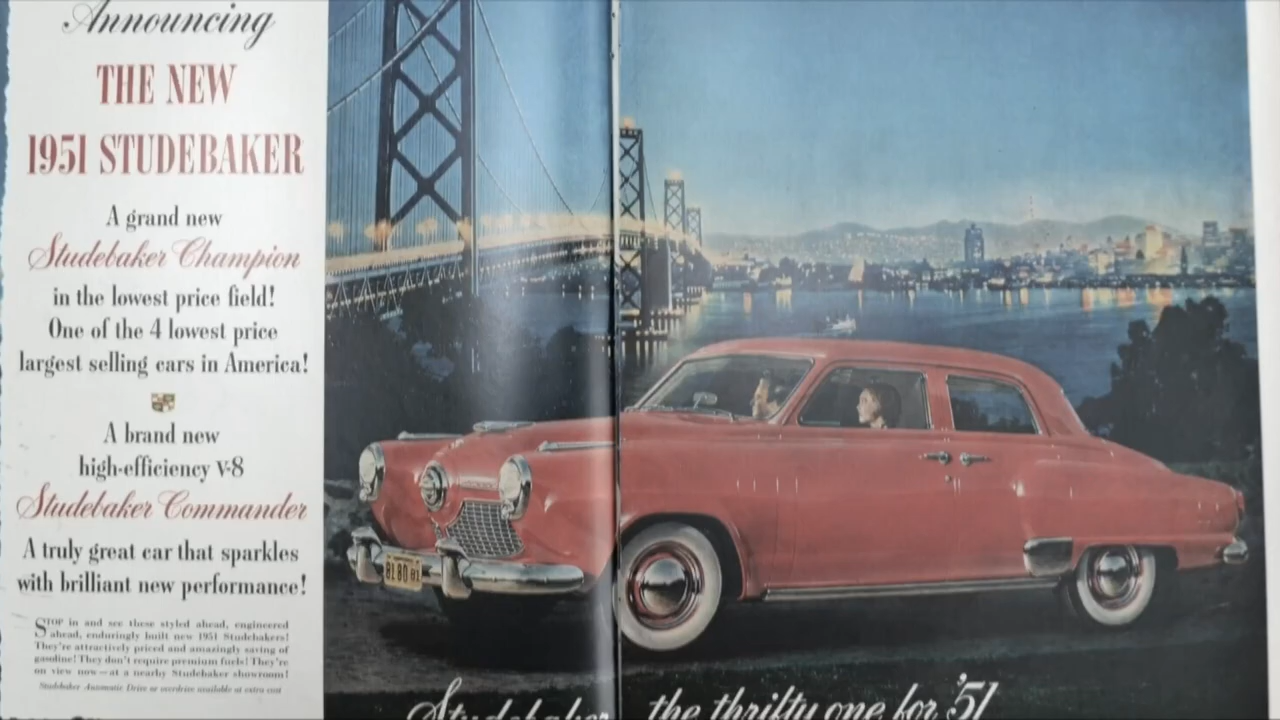 Announcing
THE NEW
1951 STUDEBAKER
A grand new
Studebaker Champion
in the lowest price field!
One of the 4 lowest price
largest selling cars in America!
A brand new
high-efficiency V-8
Studebaker Commander
A truly great car that sparkles
with brilliant new performance!
STOP in and see these styled ahead, engineered
ahead, enduringly built new 1951 Studebakers!
They're attractively priced and amazingly saving of
gasoline! They don't require premium fuels! They're
on view now—at a nearby Studebaker showroom!
Studebaker Automatic Drive or overdrive available at extra cost
Studebaker the thrifty one for '51